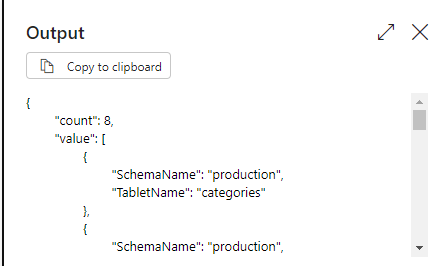 Output
Copy to clipboard
{
"count": 8,
"value": [
{
"SchemaName": "production",
"TabletName": "categories"
},
{
"SchemaName": "production",